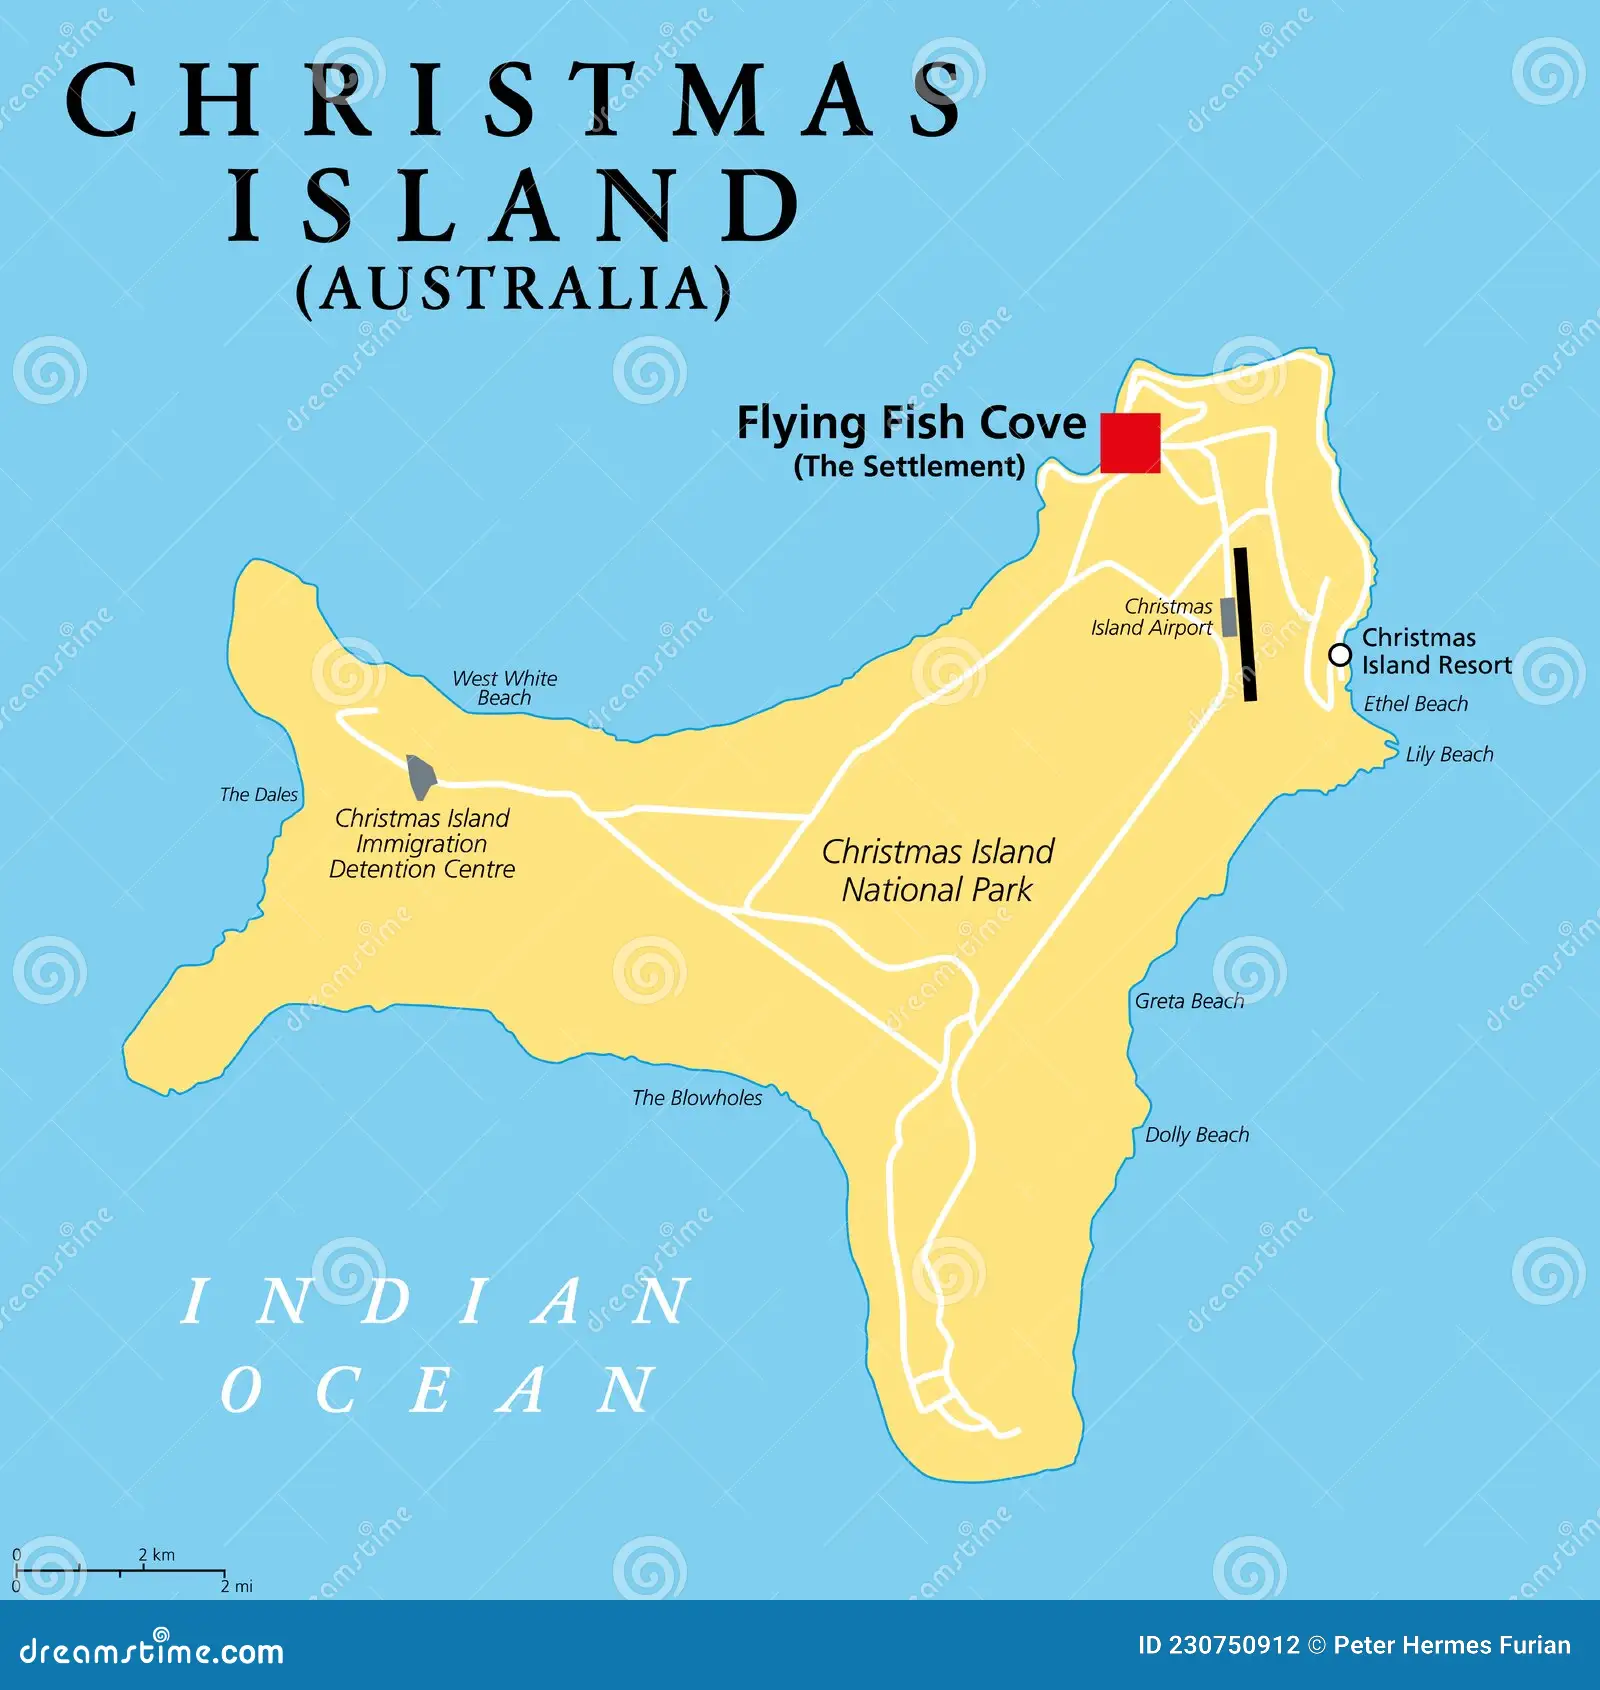 CHRISTMAS
ISLAND
(AUSTRALIA)
Flying Fish Cove
(The Settlement)
Christmas
Island Airport
Christmas
Island Resort
Ethel Beach
Lily Beach
West White
Beach
The Dales
Christmas Island
Immigration
Detention Centre
Christmas Island
National Park
Greta Beach
The Blowholes
Dolly Beach
INDIAN
OCEAN
0 2 km
0 2 mi
dreamstime.com
ID 230750912 © Peter Hermes Furian